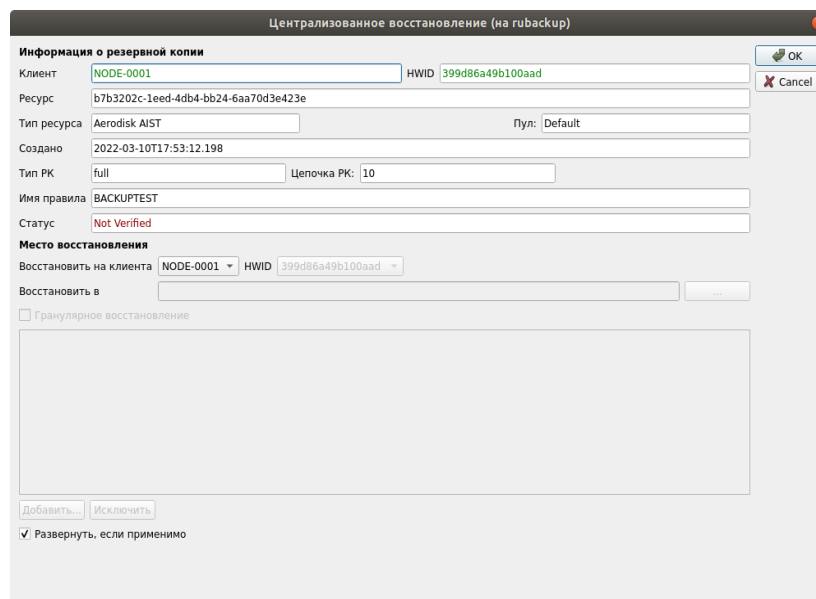 Централизованное восстановление (на rubackup)
Информация о резервной копии
OK
Клиент NODE-0001 HWID 399d86a49b100aad
Cancel
Ресурс b7b3202c-1eed-4db4-bb24-6aa70d3e423e
Тип ресурса Aerodisk AIST Пул: Default
Создано 2022-03-10T17:53:12.198
Тип РК full Цепочка РК: 10
Имя правила BACKUPTEST
Статус Not Verified
Место восстановления
Восстановить на клиента NODE-0001 HWID 399d86a49b100aad
Восстановить в ...
Гранулярное восстановление
Добавить... Исключить
Развернуть, если применимо